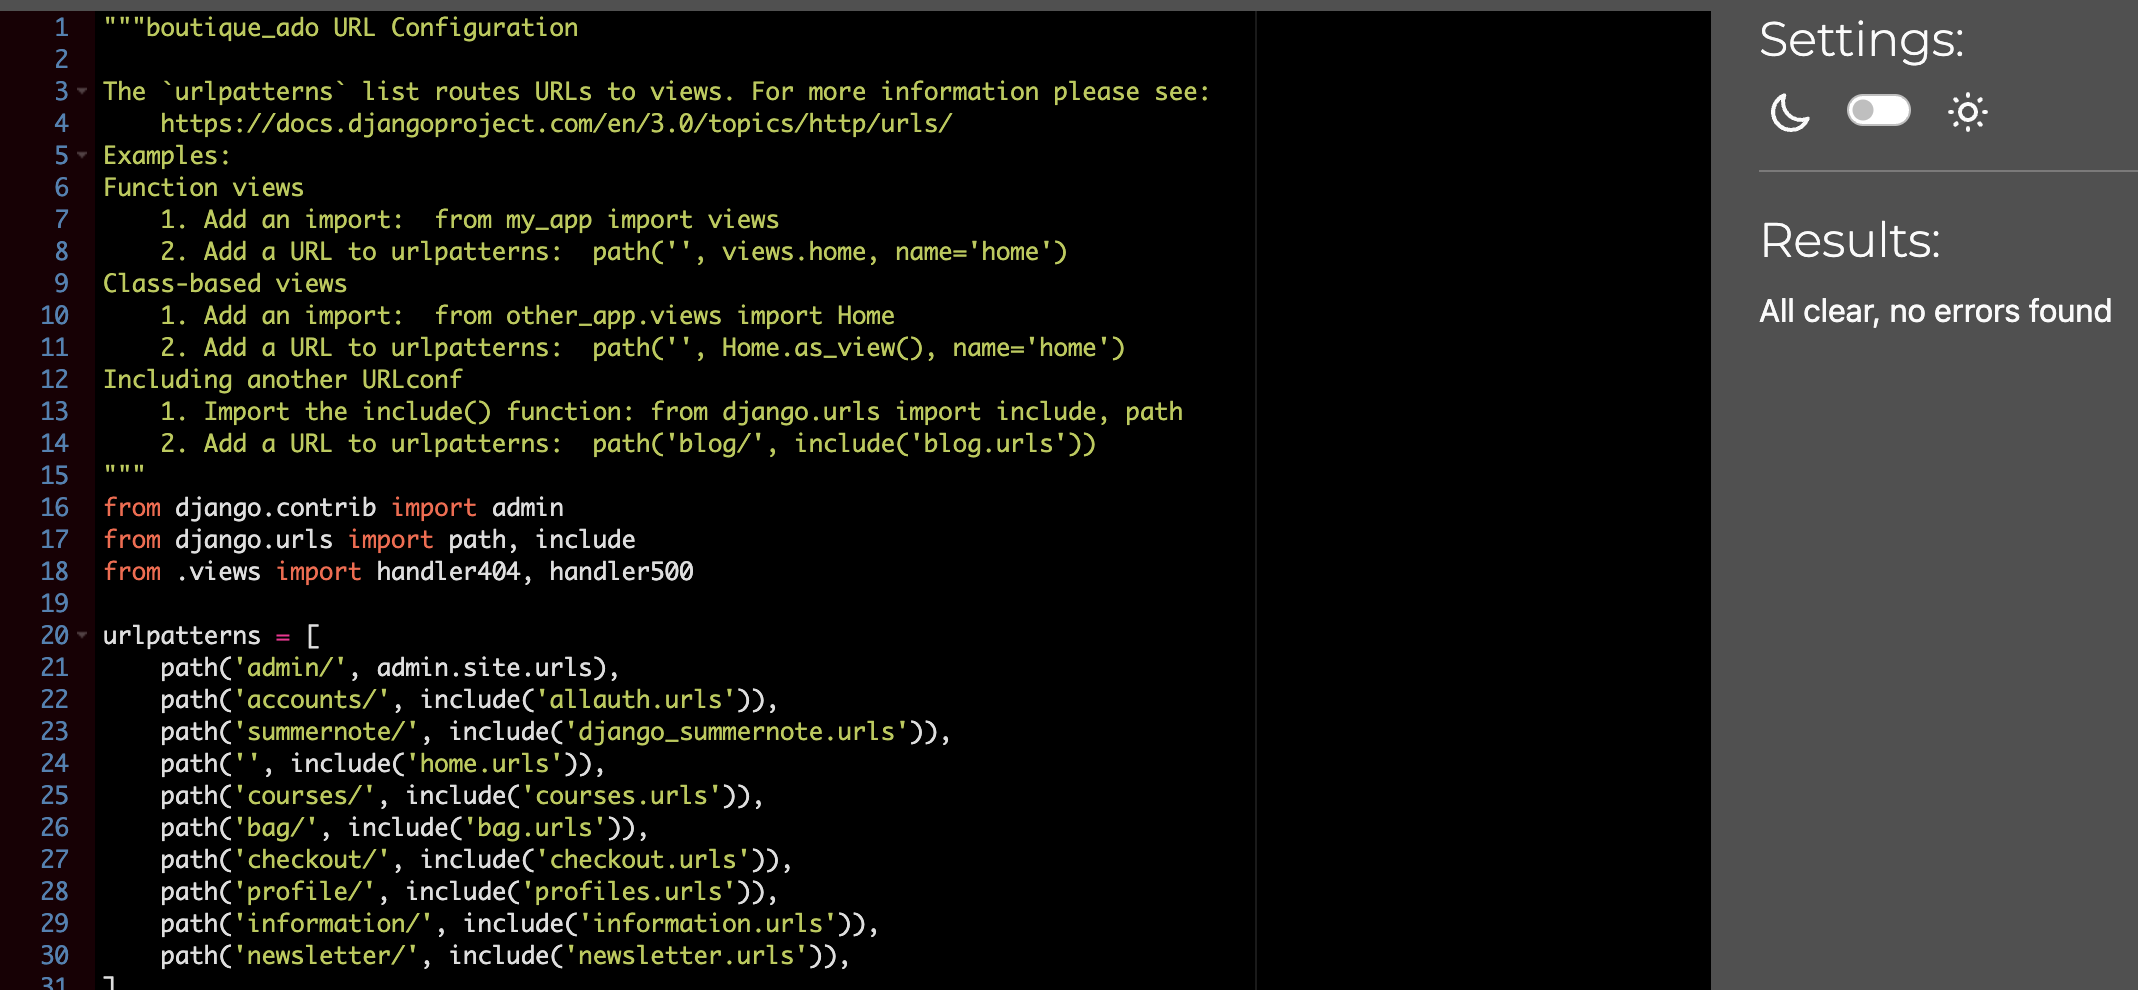 1 """boutique_ado URL Configuration
2
3 The `urlpatterns` list routes URLs to views. For more information please see:
4     https://docs.djangoproject.com/en/3.0/topics/http/urls/
5 Examples:
6 Function views
7     1. Add an import:  from my_app import views
8     2. Add a URL to urlpatterns:  path('', views.home, name='home')
9 Class-based views
10     1. Add an import:  from other_app.views import Home
11     2. Add a URL to urlpatterns:  path('', Home.as_view(), name='home')
12 Including another URLconf
13     1. Import the include() function: from django.urls import include, path
14     2. Add a URL to urlpatterns:  path('blog/', include('blog.urls'))
15 """
16 from django.contrib import admin
17 from django.urls import path, include
18 from .views import handler404, handler500
19
20 urlpatterns = [
21     path('admin/', admin.site.urls),
22     path('accounts/', include('allauth.urls')),
23     path('summernote/', include('django_summernote.urls')),
24     path('', include('home.urls')),
25     path('courses/', include('courses.urls')),
26     path('bag/', include('bag.urls')),
27     path('checkout/', include('checkout.urls')),
28     path('profile/', include('profiles.urls')),
29     path('information/', include('information.urls')),
30     path('newsletter/', include('newsletter.urls')),
31 ]
Settings:
Results:
All clear, no errors found